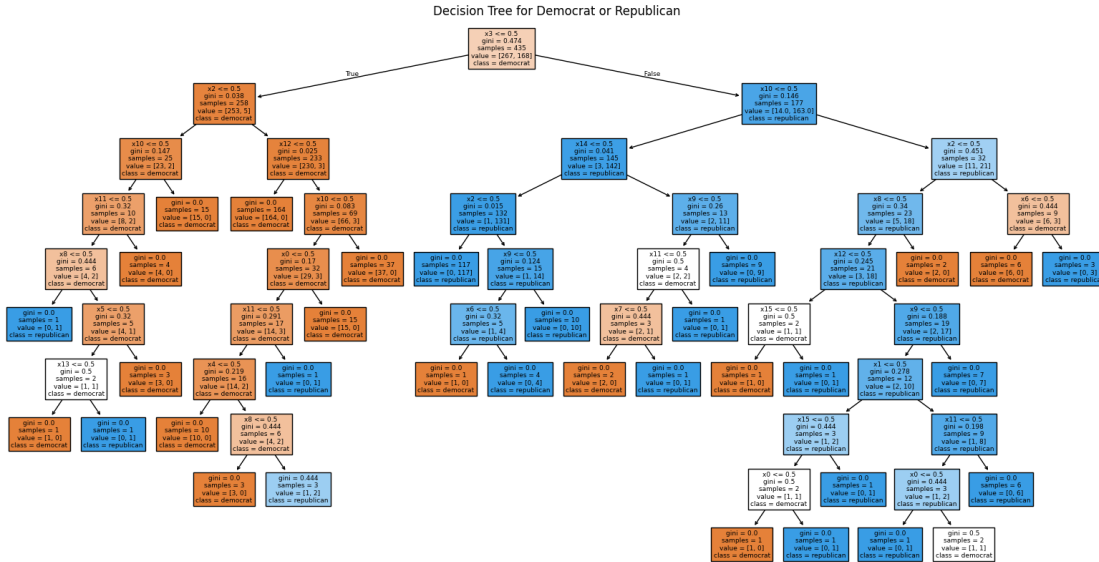 Decision Tree for Democrat or Republican
x3 <= 0.5
gini = 0.474
samples = 435
value = [267, 168]
class = democrat
True
False
x2 <= 0.5
gini = 0.038
samples = 258
value = [253, 5]
class = democrat
x10 <= 0.5
gini = 0.146
samples = 177
value = [14.0, 163.0]
class = republican
x10 <= 0.5
gini = 0.147
samples = 25
value = [23, 2]
class = democrat
x12 <= 0.5
gini = 0.025
samples = 233
value = [230, 3]
class = democrat
x14 <= 0.5
gini = 0.041
samples = 145
value = [3, 142]
class = republican
x2 <= 0.5
gini = 0.451
samples = 32
value = [11, 21]
class = republican
x11 <= 0.5
gini = 0.32
samples = 10
value = [8, 2]
class = democrat
gini = 0.0
samples = 15
value = [15, 0]
class = democrat
gini = 0.0
samples = 164
value = [164, 0]
class = democrat
x10 <= 0.5
gini = 0.083
samples = 69
value = [66, 3]
class = democrat
x2 <= 0.5
gini = 0.015
samples = 132
value = [1, 131]
class = republican
x9 <= 0.5
gini = 0.26
samples = 13
value = [2, 11]
class = republican
x8 <= 0.5
gini = 0.34
samples = 23
value = [5, 18]
class = republican
x6 <= 0.5
gini = 0.444
samples = 9
value = [6, 3]
class = democrat
x8 <= 0.5
gini = 0.444
samples = 6
value = [4, 2]
class = democrat
gini = 0.0
samples = 4
value = [4, 0]
class = democrat
x0 <= 0.5
gini = 0.17
samples = 32
value = [29, 3]
class = democrat
gini = 0.0
samples = 37
value = [37, 0]
class = democrat
gini = 0.0
samples = 117
value = [0, 117]
class = republican
x9 <= 0.5
gini = 0.124
samples = 15
value = [1, 14]
class = republican
x11 <= 0.5
gini = 0.5
samples = 4
value = [2, 2]
class = democrat
gini = 0.0
samples = 9
value = [0, 9]
class = republican
x12 <= 0.5
gini = 0.245
samples = 21
value = [3, 18]
class = republican
gini = 0.0
samples = 2
value = [2, 0]
class = democrat
gini = 0.0
samples = 6
value = [6, 0]
class = democrat
gini = 0.0
samples = 3
value = [0, 3]
class = republican
gini = 0.0
samples = 1
value = [0, 1]
class = republican
x5 <= 0.5
gini = 0.32
samples = 5
value = [4, 1]
class = democrat
x11 <= 0.5
gini = 0.291
samples = 17
value = [14, 3]
class = democrat
gini = 0.0
samples = 15
value = [15, 0]
class = democrat
x6 <= 0.5
gini = 0.32
samples = 5
value = [1, 4]
class = republican
gini = 0.0
samples = 10
value = [0, 10]
class = republican
x7 <= 0.5
gini = 0.444
samples = 3
value = [2, 1]
class = democrat
gini = 0.0
samples = 1
value = [0, 1]
class = republican
x15 <= 0.5
gini = 0.5
samples = 2
value = [1, 1]
class = democrat
x9 <= 0.5
gini = 0.188
samples = 19
value = [2, 17]
class = republican
x13 <= 0.5
gini = 0.5
samples = 2
value = [1, 1]
class = democrat
gini = 0.0
samples = 3
value = [3, 0]
class = democrat
x4 <= 0.5
gini = 0.219
samples = 16
value = [14, 2]
class = democrat
gini = 0.0
samples = 1
value = [0, 1]
class = republican
gini = 0.0
samples = 1
value = [1, 0]
class = democrat
gini = 0.0
samples = 4
value = [0, 4]
class = republican
gini = 0.0
samples = 2
value = [2, 0]
class = democrat
gini = 0.0
samples = 1
value = [0, 1]
class = republican
gini = 0.0
samples = 1
value = [1, 0]
class = democrat
gini = 0.0
samples = 1
value = [0, 1]
class = republican
x1 <= 0.5
gini = 0.278
samples = 12
value = [2, 10]
class = republican
gini = 0.0
samples = 7
value = [0, 7]
class = republican
gini = 0.0
samples = 1
value = [1, 0]
class = democrat
gini = 0.0
samples = 1
value = [0, 1]
class = republican
gini = 0.0
samples = 10
value = [10, 0]
class = democrat
x8 <= 0.5
gini = 0.444
samples = 6
value = [4, 2]
class = democrat
x15 <= 0.5
gini = 0.444
samples = 3
value = [1, 2]
class = republican
x11 <= 0.5
gini = 0.198
samples = 9
value = [1, 8]
class = republican
gini = 0.0
samples = 3
value = [3, 0]
class = democrat
gini = 0.444
samples = 3
value = [1, 2]
class = republican
x0 <= 0.5
gini = 0.5
samples = 2
value = [1, 1]
class = democrat
gini = 0.0
samples = 1
value = [0, 1]
class = republican
x0 <= 0.5
gini = 0.444
samples = 3
value = [1, 2]
class = republican
gini = 0.0
samples = 6
value = [0, 6]
class = republican
gini = 0.0
samples = 1
value = [1, 0]
class = democrat
gini = 0.0
samples = 1
value = [0, 1]
class = republican
gini = 0.0
samples = 1
value = [0, 1]
class = republican
gini = 0.5
samples = 2
value = [1, 1]
class = democrat